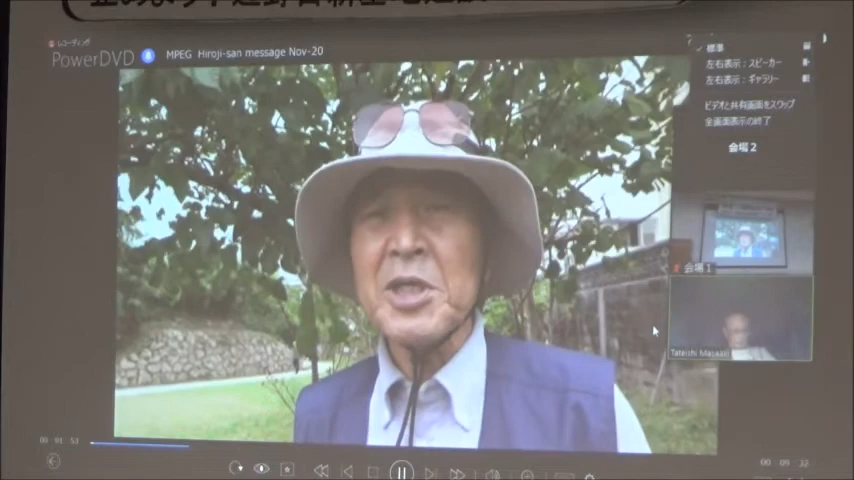 レコーディング
PowerDVD
MPEG Hiroji-san message Nov-20
標準
左右表示：スピーカー
左右表示：ギャラリー
ビデオと共有画面をスワップ
全画面表示の終了
会場 2
会場 1
Tateishi Masaaki
00 01 53
00 09 32